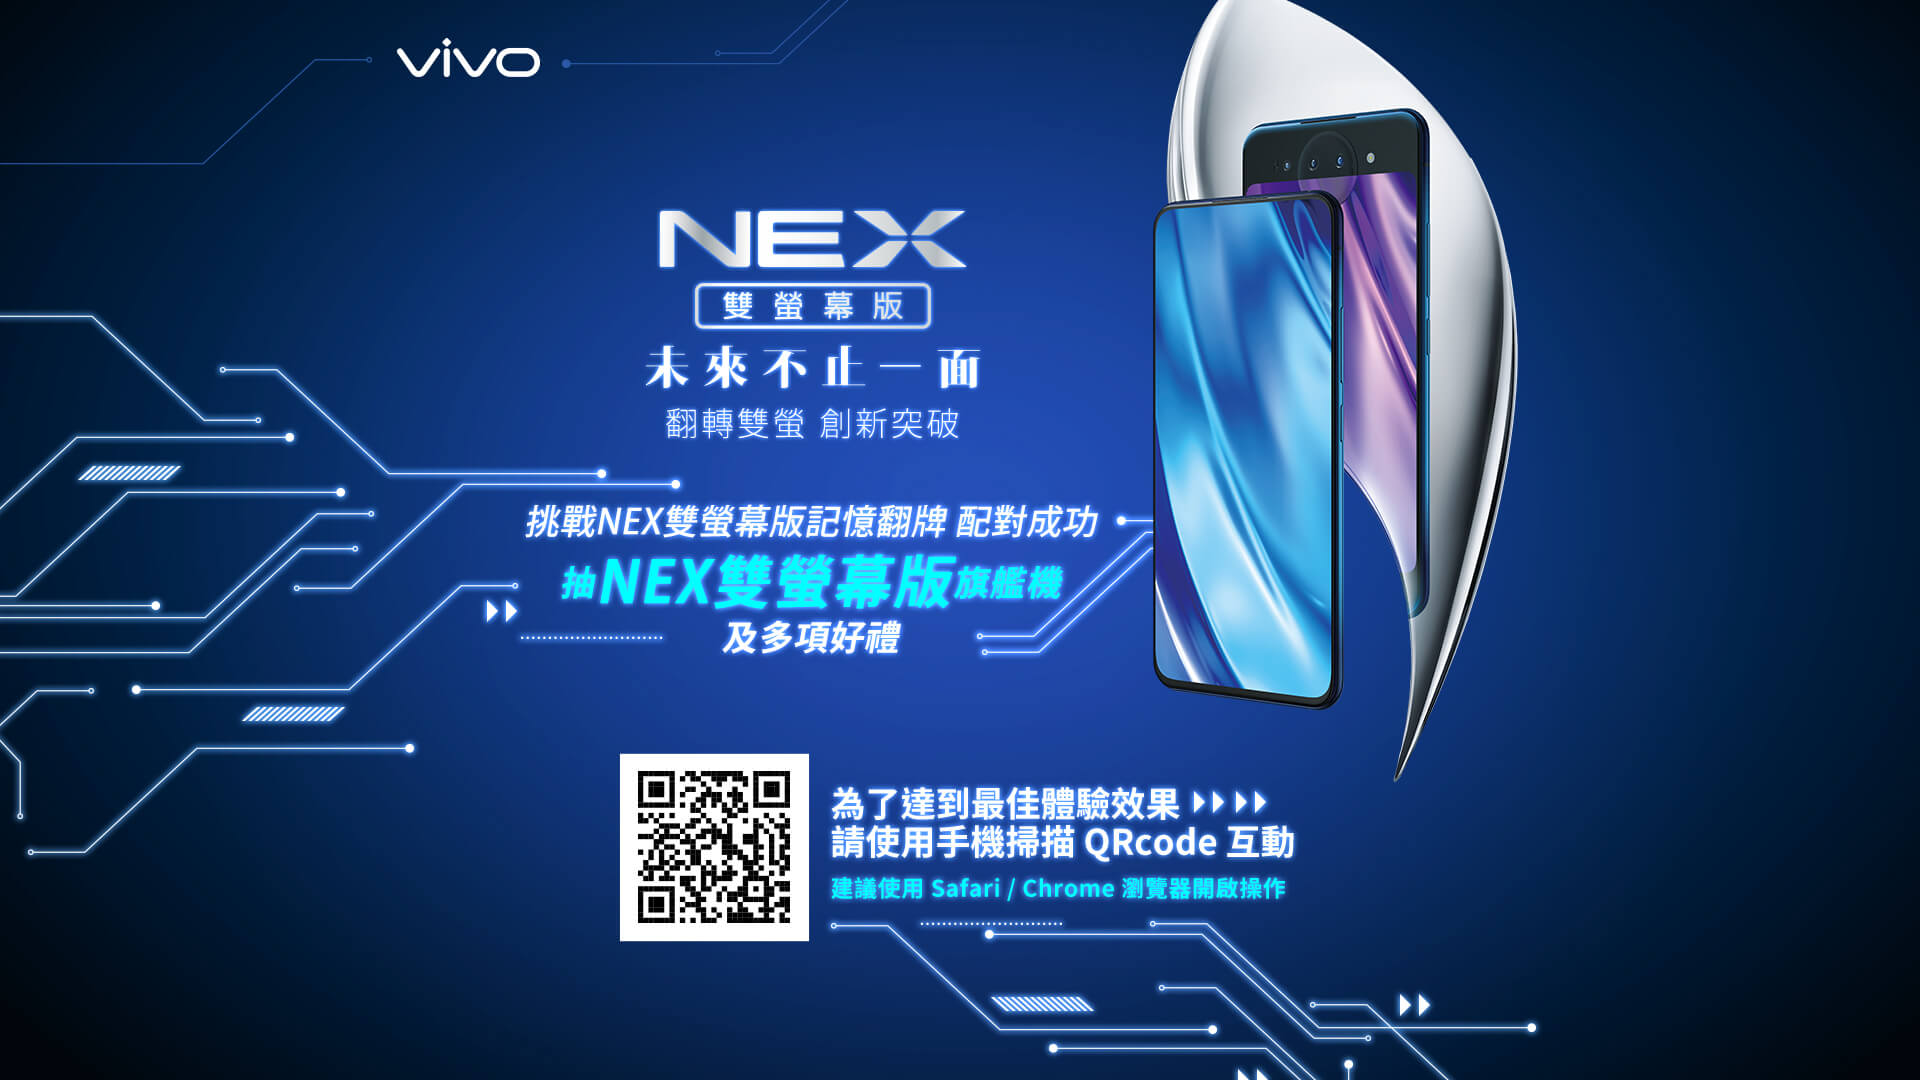 vivo
NEX
雙螢幕版
未來不止一面
翻轉雙螢 創新突破
挑戰NEX雙螢幕版記憶翻牌 配對成功
抽NEX雙螢幕版旗艦機
及多項好禮
為了達到最佳體驗效果
請使用手機掃描 QRcode 互動
建議使用 Safari / Chrome 瀏覽器開啟操作